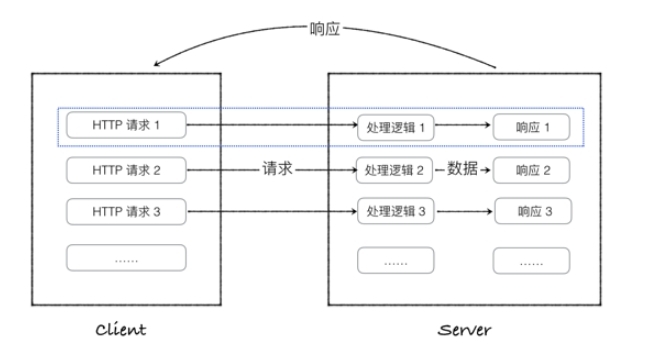 响应
HTTP 请求 1
处理逻辑 1
响应 1
HTTP 请求 2
请求
处理逻辑 2
数据
响应 2
HTTP 请求 3
处理逻辑 3
响应 3
......
......
......
Client
Server